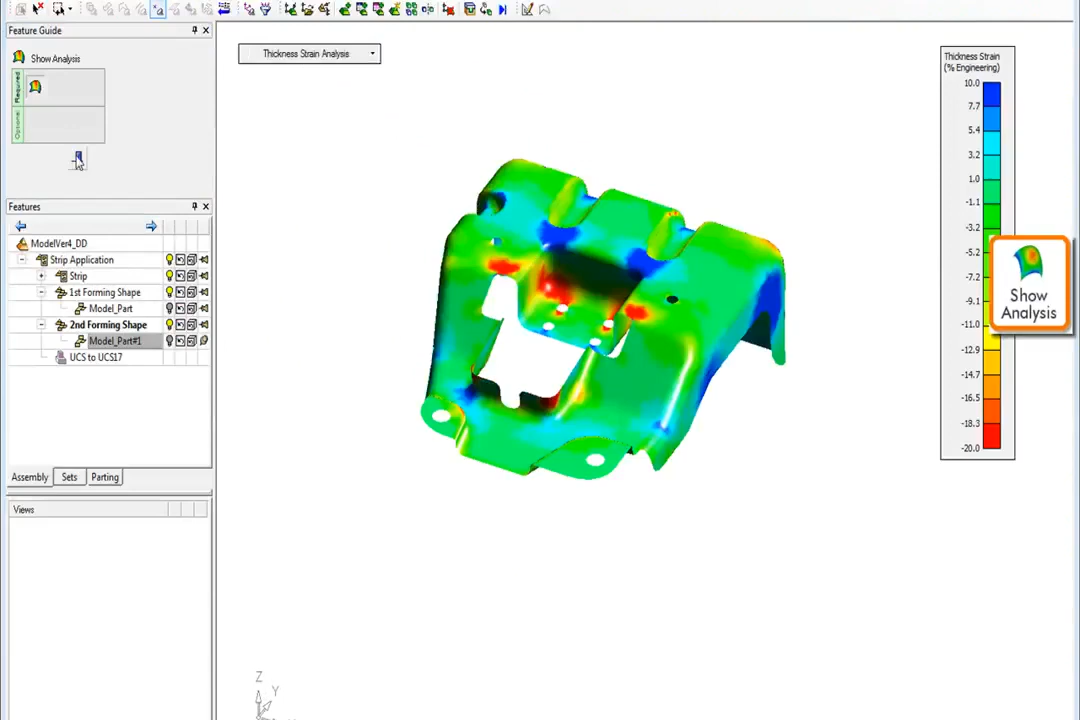 Feature Guide
Show Analysis
Required
Optional
Features
ModelVer4_DD
Strip Application
Strip
1st Forming Shape
Model_Part
2nd Forming Shape
Model_Part#1
UCS to UCS17
Assembly
Sets
Parting
Views
Thickness Strain Analysis
Thickness Strain
(% Engineering)
10.0
7.7
5.4
3.2
1.0
-1.1
-3.2
-5.2
-7.2
-9.1
-11.0
-12.9
-14.7
-16.5
-18.3
-20.0
Show
Analysis
Z
Y